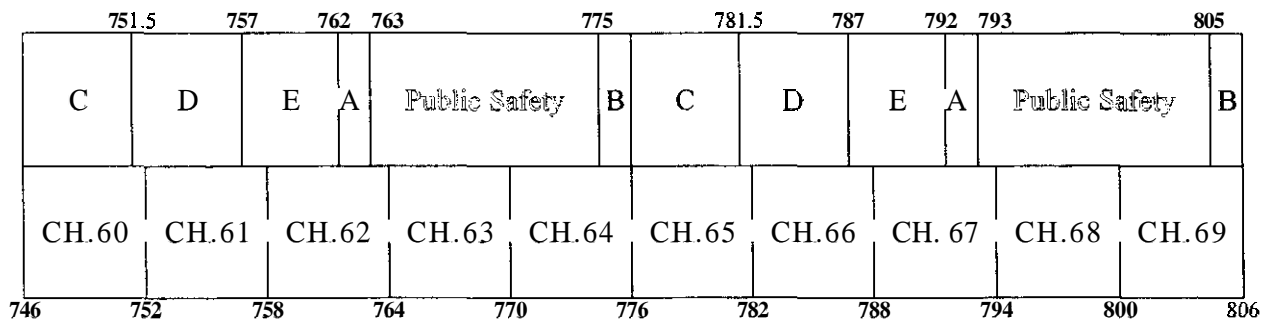 751.5 757 762 763 775 781.5 787 792 793 805
C D E A Public Safety B C D E A Public Safety B
CH.60 CH.61 CH.62 CH.63 CH.64 CH.65 CH.66 CH. 67 CH.68 CH.69
746 752 758 764 770 776 782 788 794 800 806